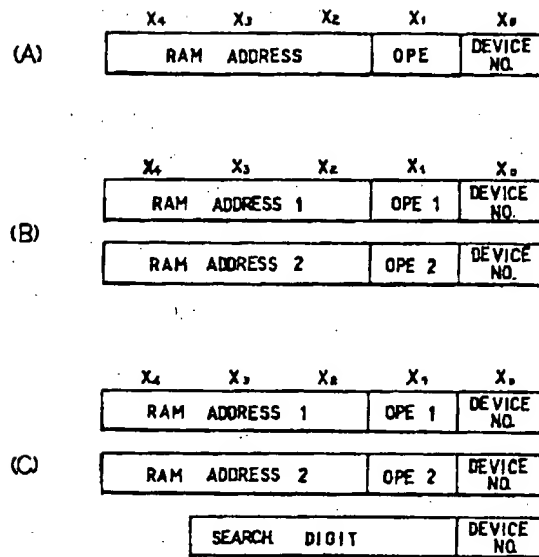 X₄ X₃ X₂ X₁ X₀
(A) RAM ADDRESS OPE DEVICE NO.
X₄ X₃ X₂ X₁ X₀
(B)
RAM ADDRESS 1 OPE 1 DEVICE NO.
RAM ADDRESS 2 OPE 2 DEVICE NO.
X₄ X₃ X₂ X₁ X₀
RAM ADDRESS 1 OPE 1 DEVICE NO.
(C) RAM ADDRESS 2 OPE 2 DEVICE NO.
SEARCH DIGIT DEVICE NO.